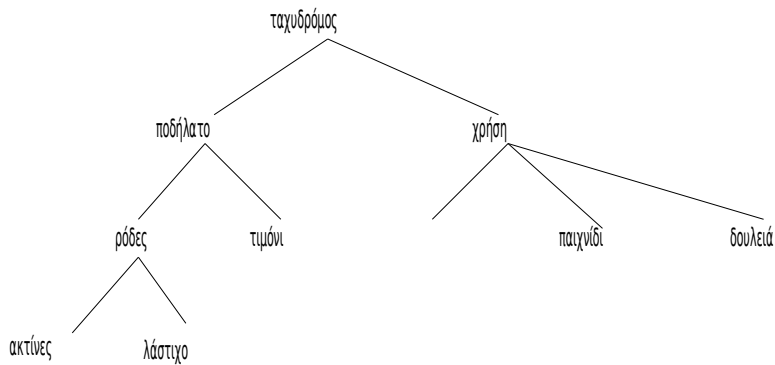 ταχυδρόμος
ποδήλατο
χρήση
ρόδες
τιμόνι
παιχνίδι
δουλειά
ακτίνες
λάστιχο